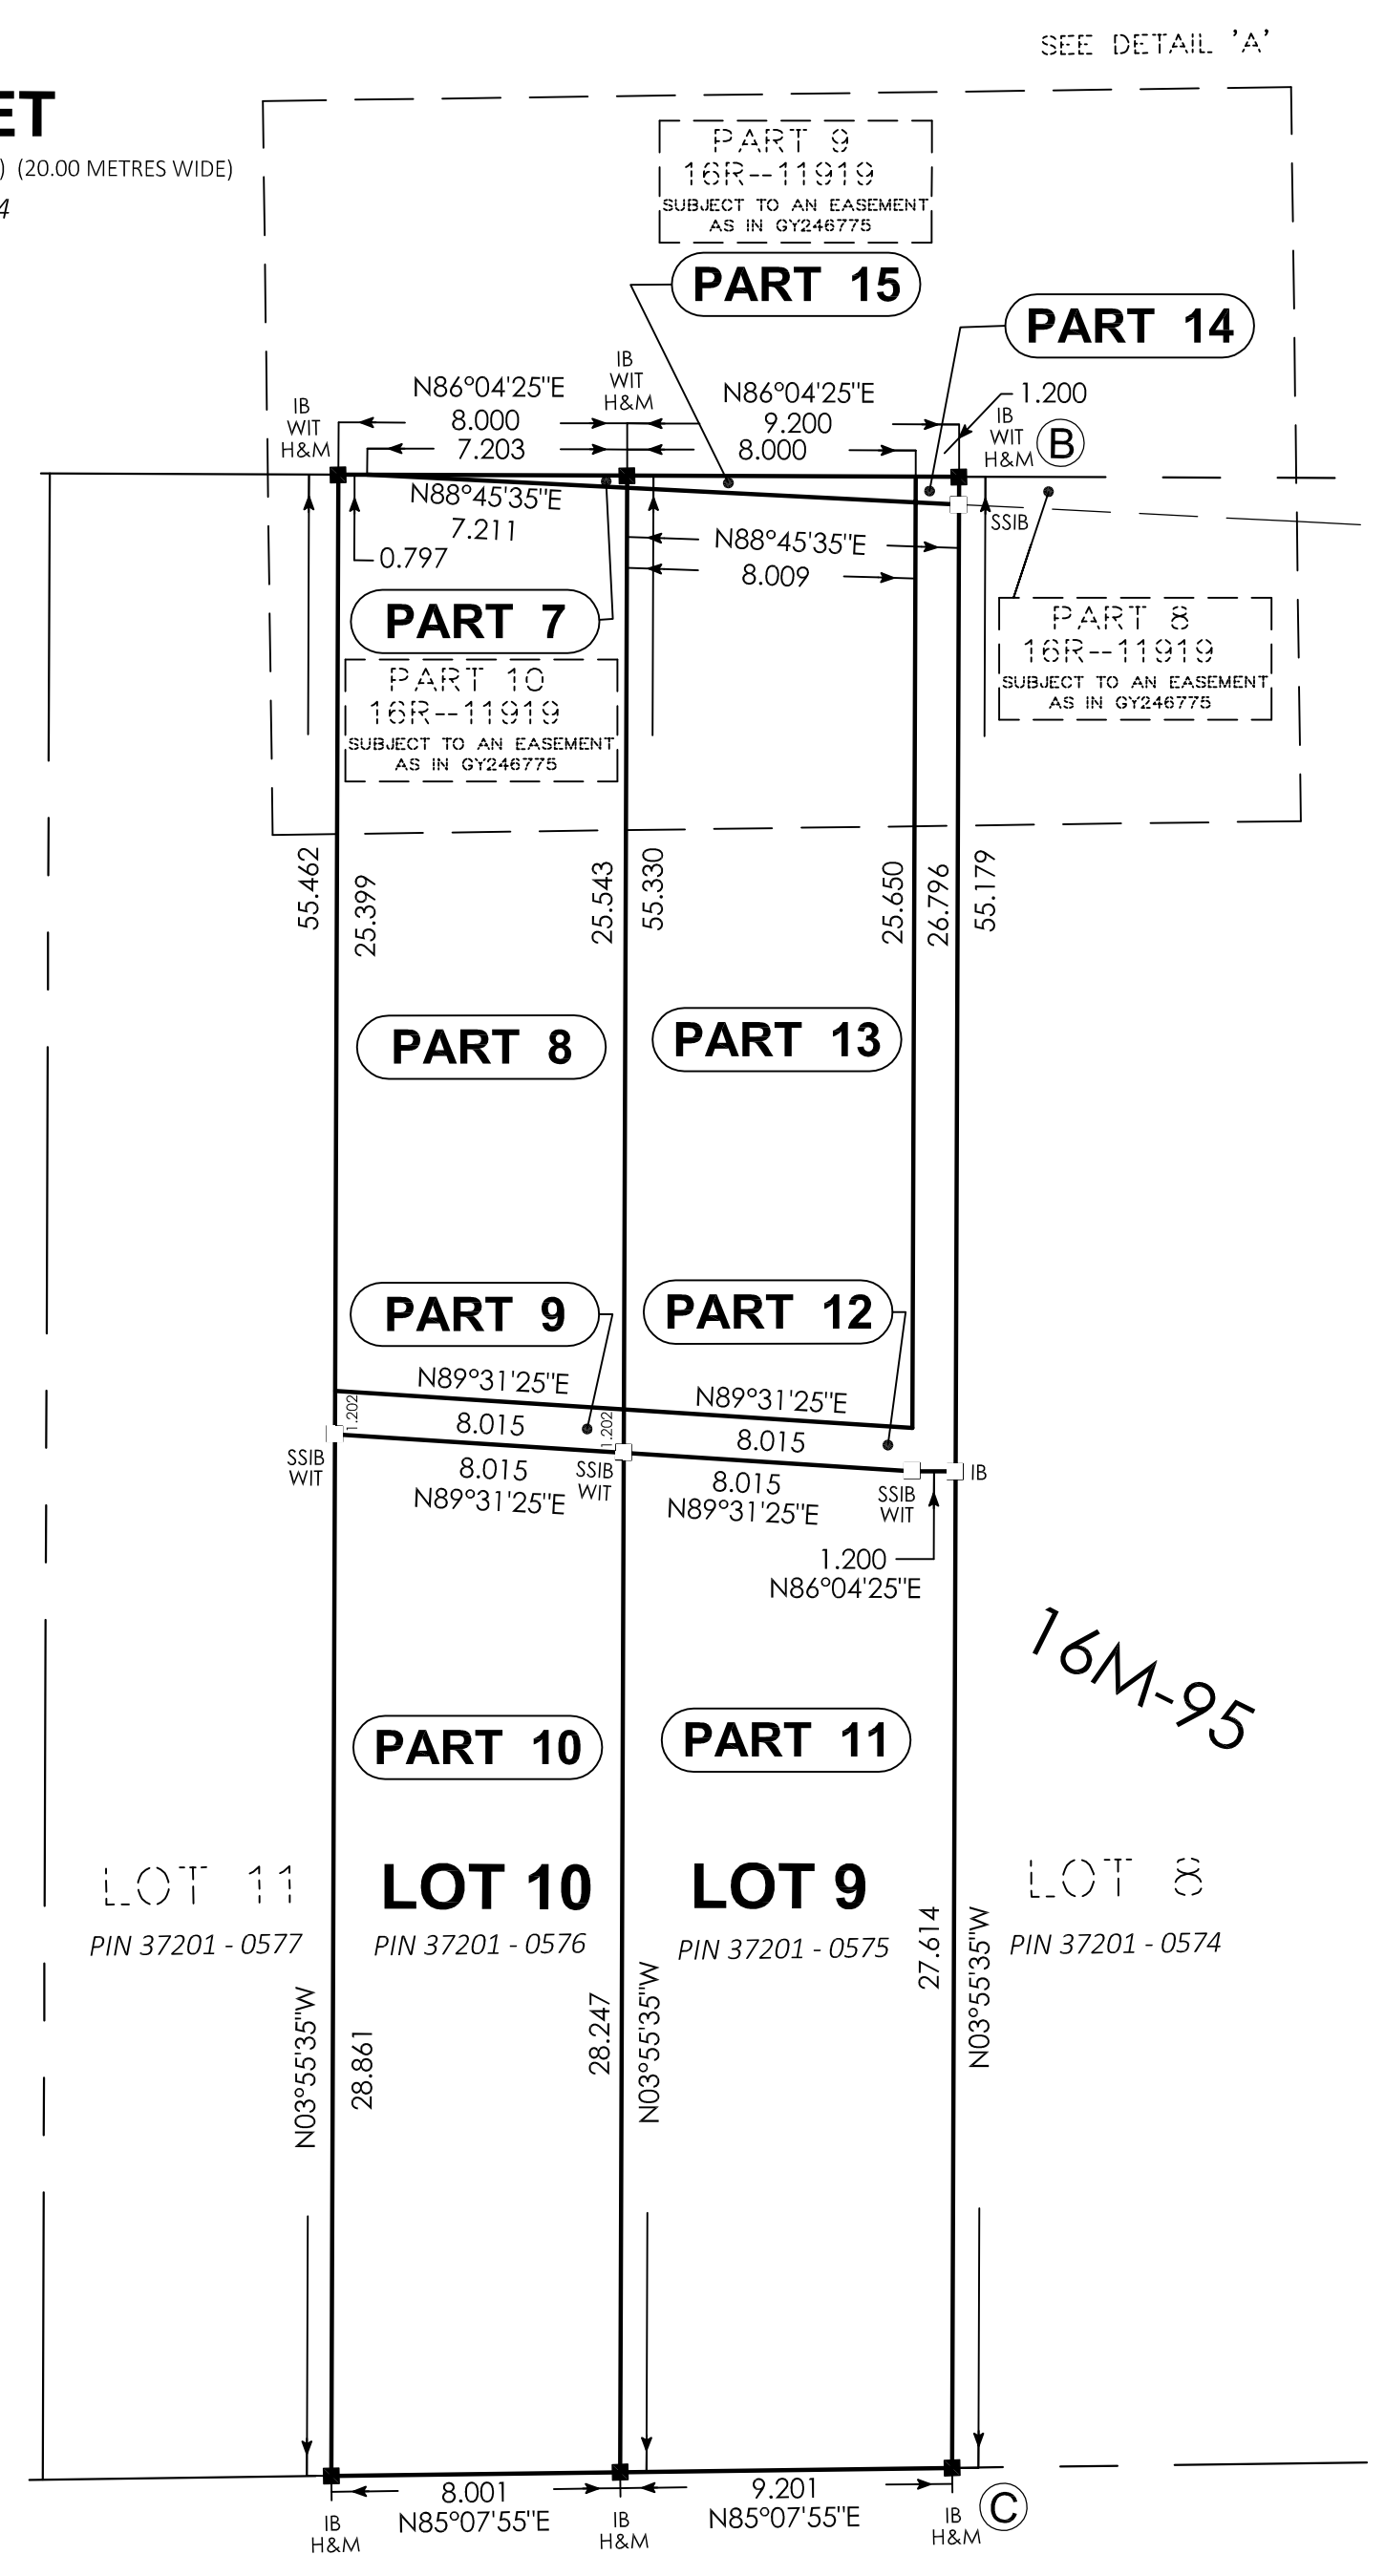 SEE DETAIL 'A'
ET
) (20.00 METRES WIDE)
4
PART 9
16R--11919
SUBJECT TO AN EASEMENT
AS IN GY246775
PART 15
PART 14
IB
WIT
H&M
N86°04'25"E
8.000
7.203
IB
WIT
H&M
N86°04'25"E
9.200
8.000
1.200
IB
WIT
H&M
B
N88°45'35"E
7.211
0.797
SSIB
N88°45'35"E
8.009
PART 7
PART 10
16R--11919
SUBJECT TO AN EASEMENT
AS IN GY246775
PART 8
16R--11919
SUBJECT TO AN EASEMENT
AS IN GY246775
55.462
25.399
25.543
55.330
25.650
26.796
55.179
PART 8
PART 13
PART 9
PART 12
N89°31'25"E
8.015
1.202
N89°31'25"E
8.015
1.202
SSIB
WIT
8.015
N89°31'25"E
SSIB
WIT
8.015
N89°31'25"E
SSIB
WIT
IB
1.200
N86°04'25"E
16M-95
PART 10
PART 11
LOT 11
PIN 37201 - 0577
LOT 10
PIN 37201 - 0576
LOT 9
PIN 37201 - 0575
LOT 8
PIN 37201 - 0574
N03°55'35"W
28.861
28.247
N03°55'35"W
27.614
N03°55'35"W
8.001
N85°07'55"E
9.201
N85°07'55"E
IB
H&M
IB
H&M
IB
H&M
C